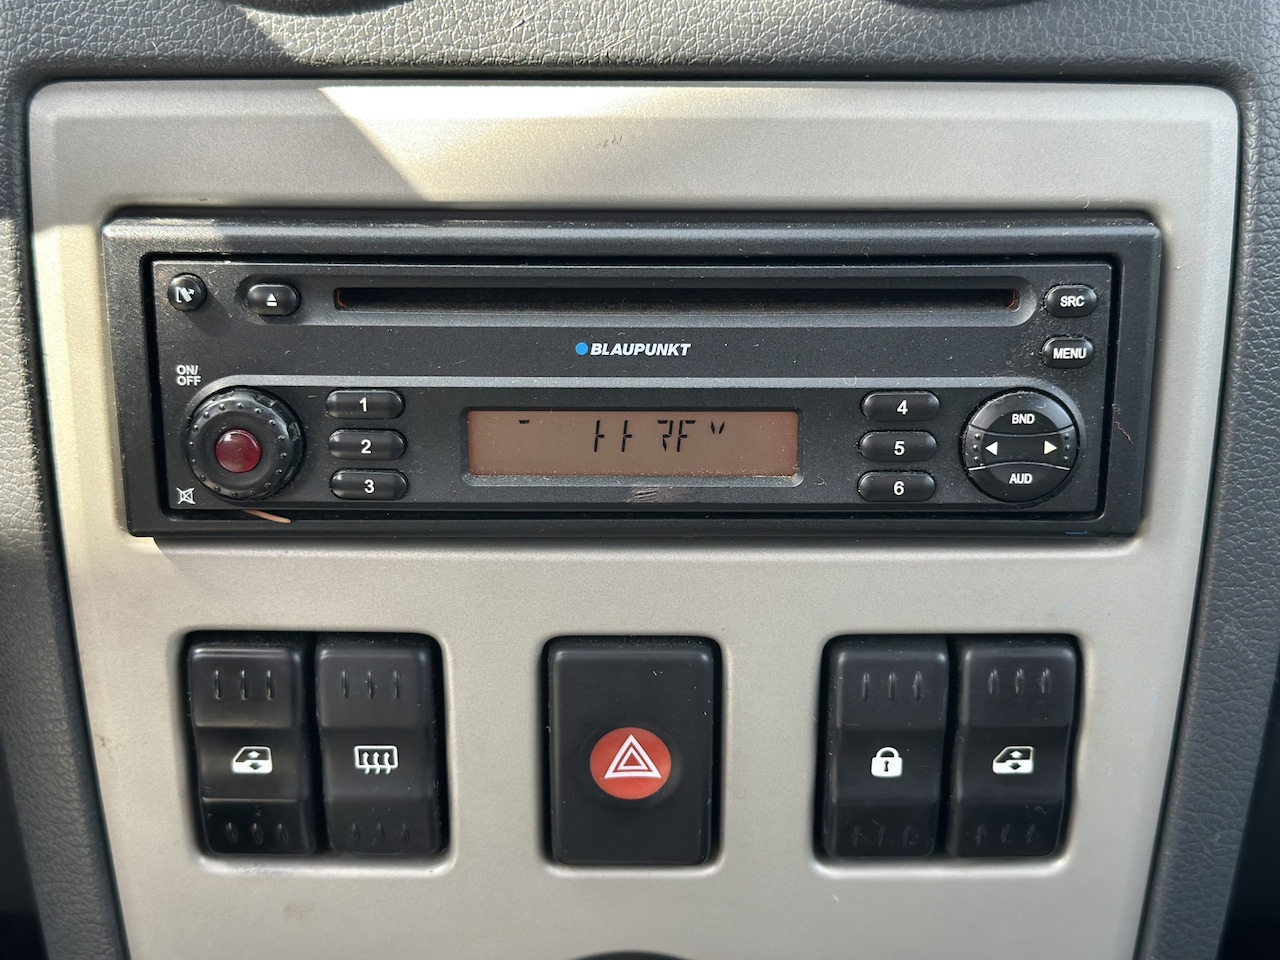 SRC
BLAUPUNKT
MENU
ON/
OFF
1
2
3
4
5
6
BND
AUD